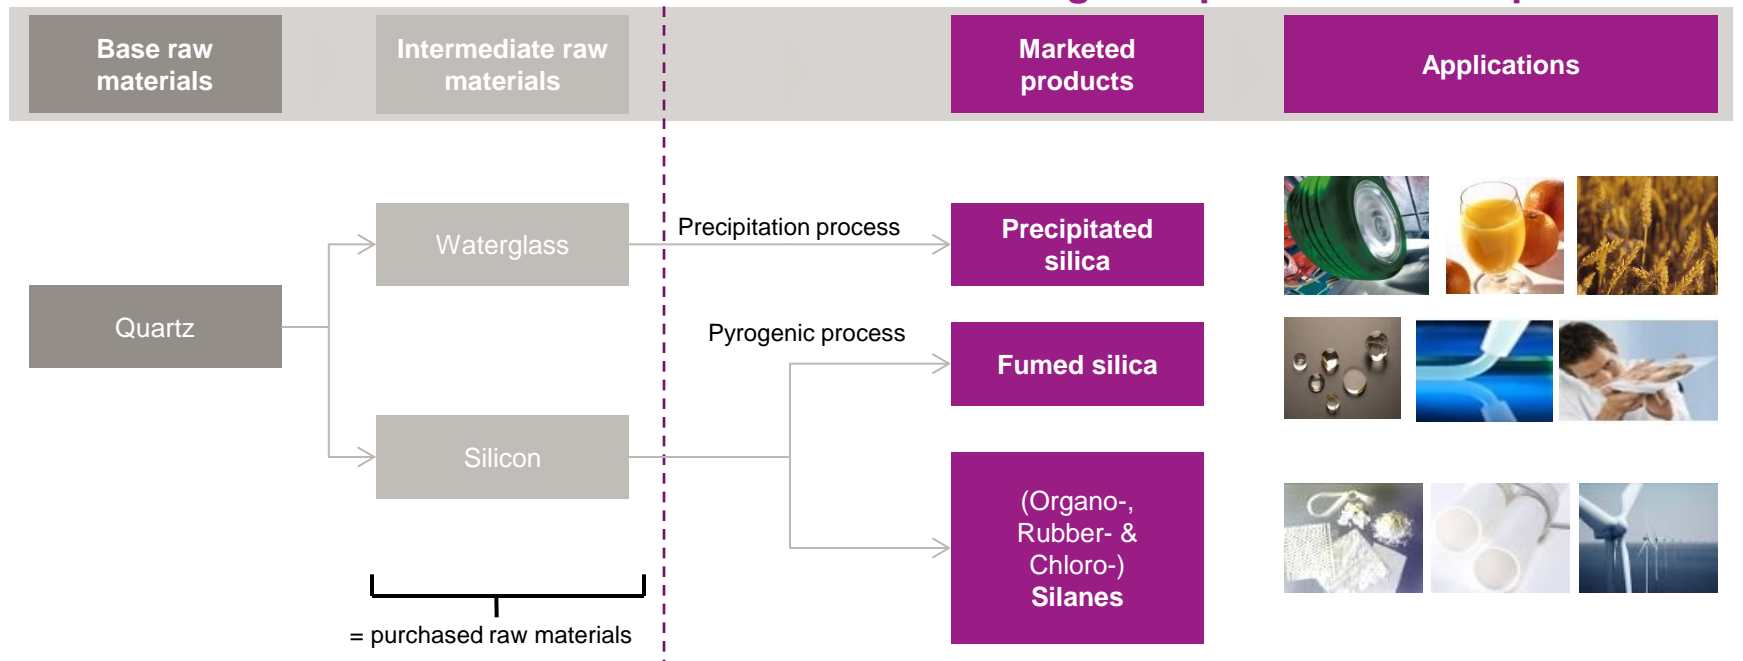 Base raw
materials
Intermediate raw
materials
Marketed
products
Applications
Precipitation process
Waterglass
Precipitated
silica
Quartz
Pyrogenic process
Fumed silica
Silicon
(Organo-,
Rubber- &
Chloro-)
Silanes
= purchased raw materials